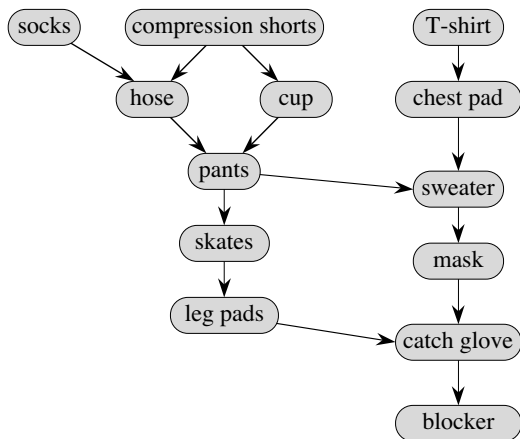 socks
compression shorts
T-shirt
hose
cup
chest pad
pants
sweater
skates
mask
leg pads
catch glove
blocker